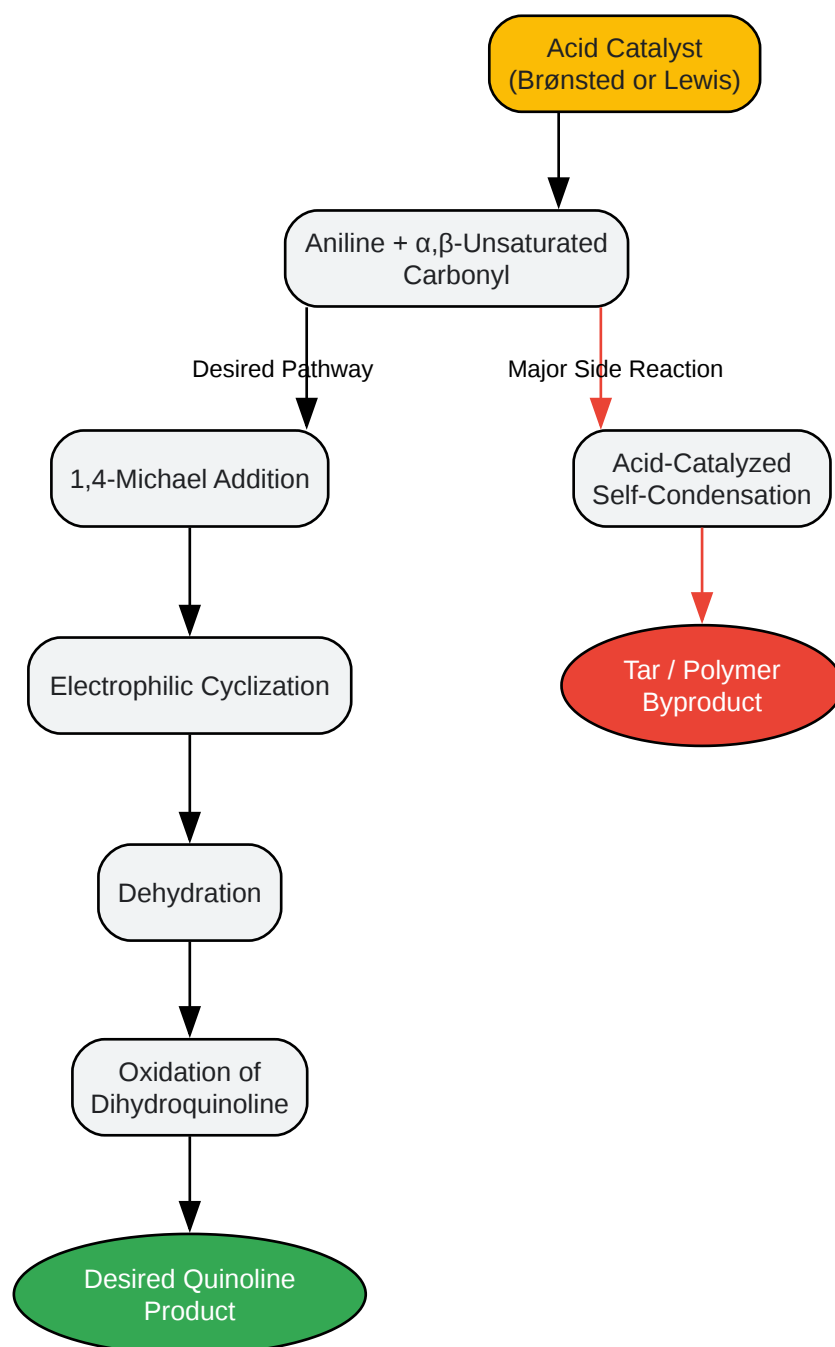 Acid Catalyst
(Brønsted or Lewis)
Aniline + α,β-Unsaturated
Carbonyl
Desired Pathway
Major Side Reaction
1,4-Michael Addition
Acid-Catalyzed
Self-Condensation
Electrophilic Cyclization
Tar / Polymer
Byproduct
Dehydration
Oxidation of
Dihydroquinoline
Desired Quinoline
Product